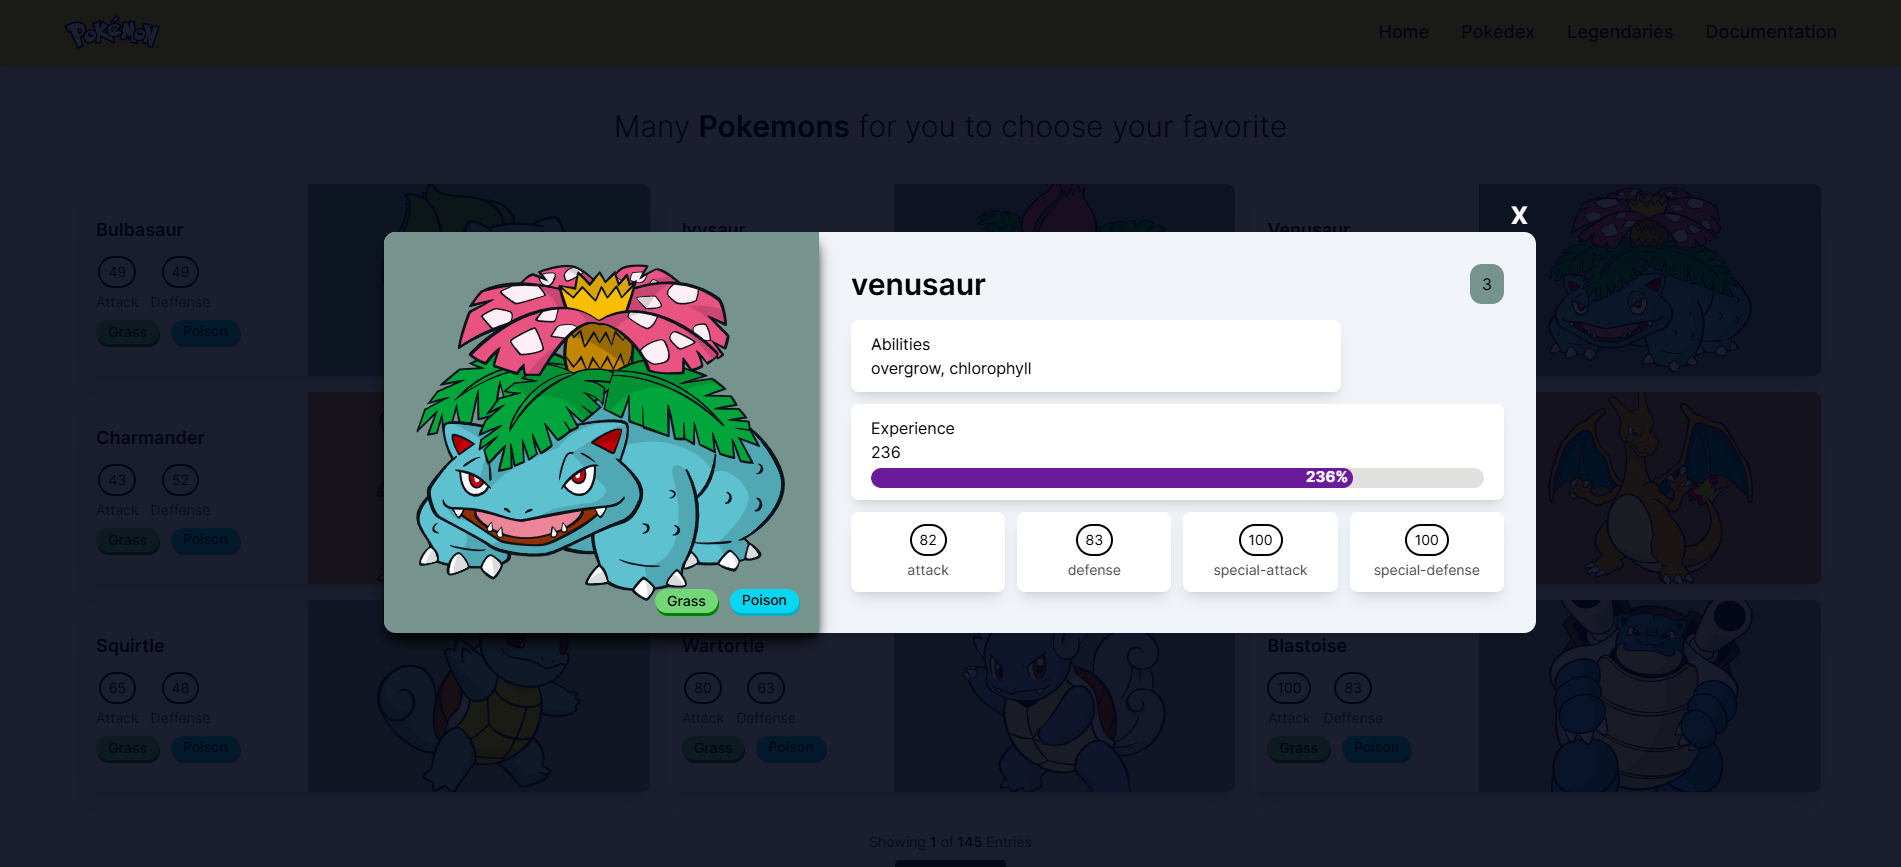 POKéMON
Home Pokedex Legendaries Documentation
Many Pokemons for you to choose your favorite
Bulbasaur
49 49
Attack Deffense
Grass Poison
Ivysaur
Venusaur
X
venusaur
3
Abilities
overgrow, chlorophyll
Experience
236
236%
82
attack
83
defense
100
special-attack
100
special-defense
Grass Poison
Charmander
43 52
Attack Deffense
Grass Poison
Squirtle
65 48
Attack Deffense
Grass Poison
Wartortle
80 63
Attack Deffense
Grass Poison
Blastoise
100 83
Attack Deffense
Grass Poison
Showing 1 of 145 Entries